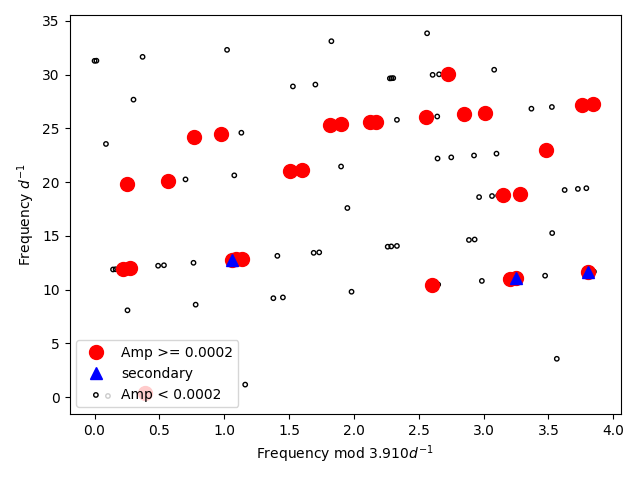 35
30
25
20
15
10
5
0
Frequency d⁻¹
Amp >= 0.0002
secondary
Amp < 0.0002
0.0 0.5 1.0 1.5 2.0 2.5 3.0 3.5 4.0
Frequency mod 3.910d⁻¹